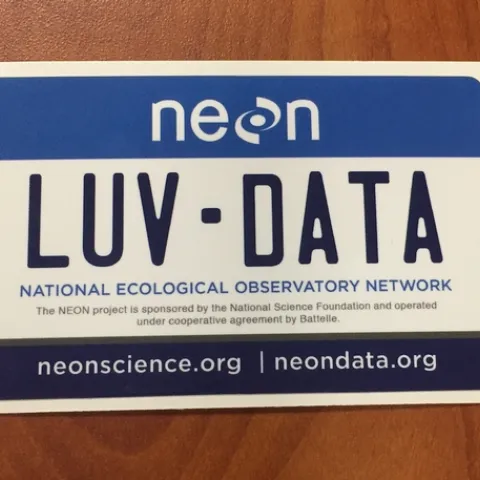 neon
LUV-DATA
NATIONAL ECOLOGICAL OBSERVATORY NETWORK
The NEON project is sponsored by the National Science Foundation and operated
under cooperative agreement by Battelle.
neonscience.org | neondata.org